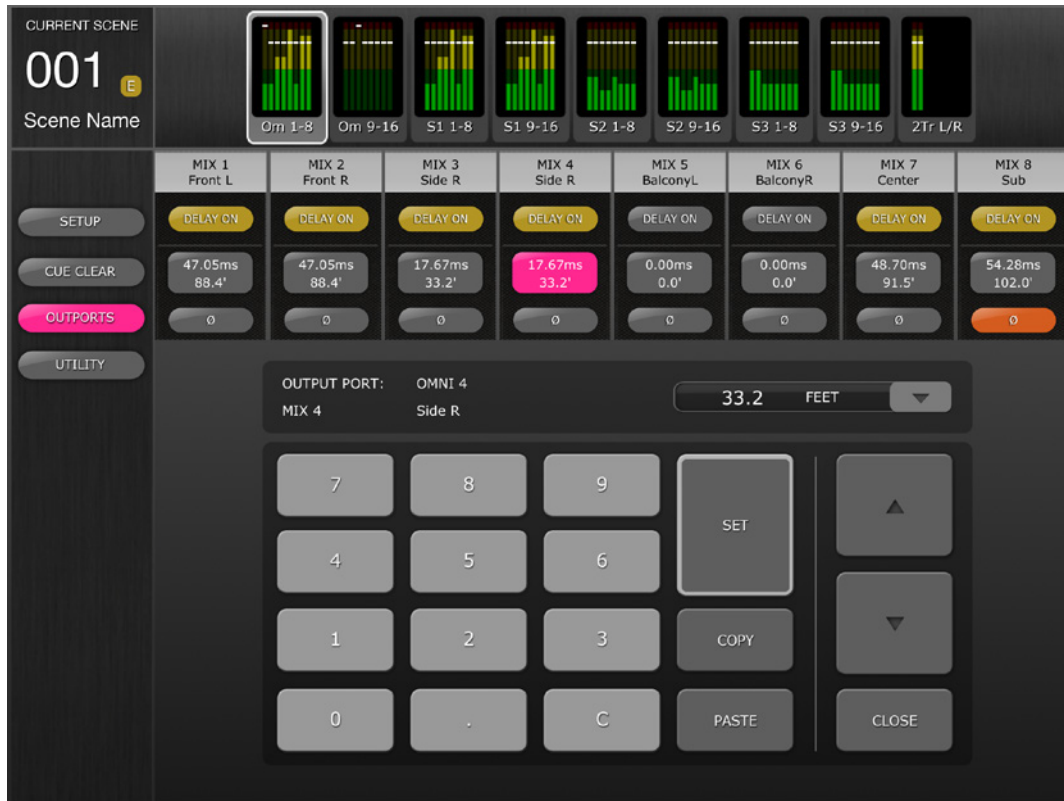 CURRENT SCENE
001 E
Scene Name
Om 1-8 Om 9-16 S1 1-8 S1 9-16 S2 1-8 S2 9-16 S3 1-8 S3 9-16 2Tr L/R
MIX 1 MIX 2 MIX 3 MIX 4 MIX 5 MIX 6 MIX 7 MIX 8
Front L Front R Side R Side R BalconyL BalconyR Center Sub
DELAY ON DELAY ON DELAY ON DELAY ON DELAY ON DELAY ON DELAY ON DELAY ON
47.05ms 47.05ms 17.67ms 17.67ms 0.00ms 0.00ms 48.70ms 54.28ms
88.4' 88.4' 33.2' 33.2' 0.0' 0.0' 91.5' 102.0'
Ø Ø Ø Ø Ø Ø Ø Ø
SETUP
CUE CLEAR
OUTPORTS
UTILITY
OUTPUT PORT: OMNI 4
MIX 4 Side R
33.2 FEET
7 8 9
SET
4 5 6
1 2 3 COPY
0 . C PASTE CLOSE